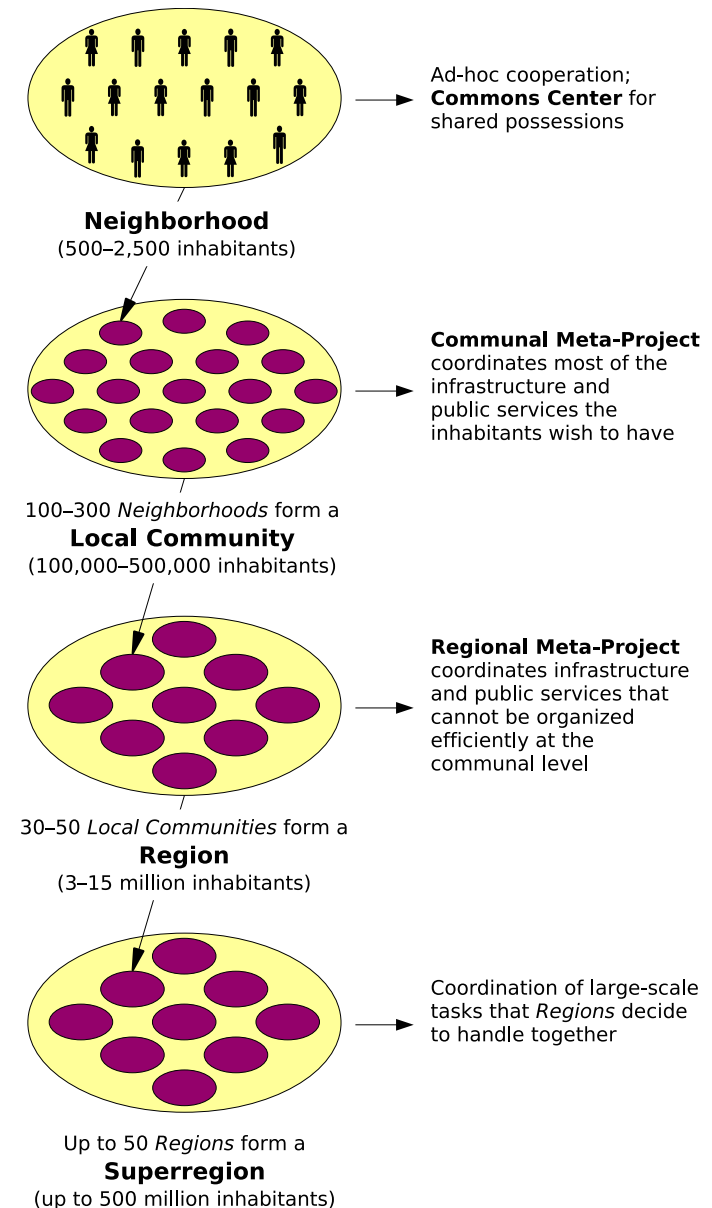 Ad-hoc cooperation;
Commons Center for
shared possessions
Neighborhood
(500–2,500 inhabitants)
Communal Meta-Project
coordinates most of the
infrastructure and
public services the
inhabitants wish to have
100–300 Neighborhoods form a
Local Community
(100,000–500,000 inhabitants)
Regional Meta-Project
coordinates infrastructure
and public services that
cannot be organized
efficiently at the
communal level
30–50 Local Communities form a
Region
(3–15 million inhabitants)
Coordination of large-scale
tasks that Regions decide
to handle together
Up to 50 Regions form a
Superregion
(up to 500 million inhabitants)